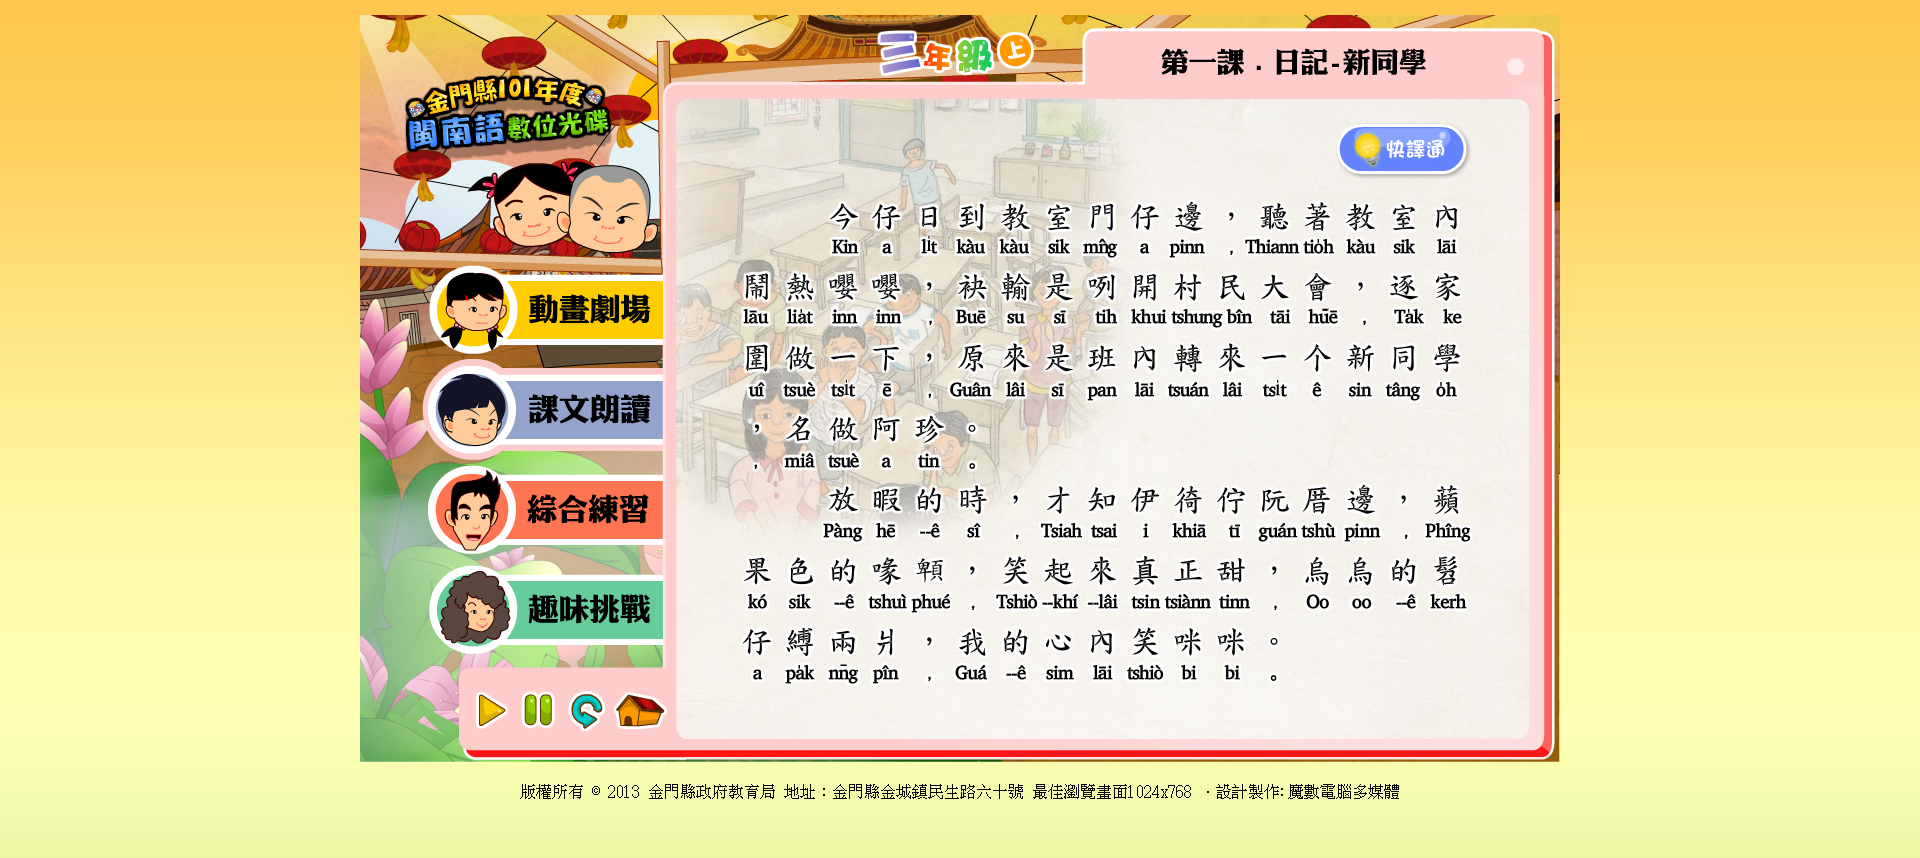 三年級 上
第一課．日記-新同學
金門縣101年度
閩南語數位光碟
快譯通
動畫劇場
課文朗讀
綜合練習
趣味挑戰
今仔日到教室門仔邊，聽著教室內
Kin a li̍t kàu kàu sik mn̂g a pinn , Thiann tio̍h kàu sik lāi
鬧熱嚶嚶，袂輸是咧開村民大會，逐家
lāu lia̍t inn inn , Buē su sī tih khui tshung bîn tāi huē , Ta̍k ke
圍做一下，原來是班內轉來一个新同學
uî tsuè tsi̍t ē , Guân lâi sī pan lāi tsuán lâi tsi̍t ê sin tâng o̍h
，名做阿珍。
, miâ tsuè a tin 。
放暇的時，才知伊徛佇阮厝邊，蘋
Pàng hē --ê sî , Tsiah tsai i khiā tī guán tshù pinn , Phîng
果色的喙䫌，笑起來真正甜，烏烏的髻
kó sik --ê tshuì phué , Tshiò --khí --lâi tsin tsiànn tinn , Oo oo --ê kerh
仔縛兩爿，我的心內笑咪咪。
a pa̍k nn̄g pîn , Guá --ê sim lāi tshiò bi bi 。
版權所有 © 2013 金門縣政府教育局 地址：金門縣金城鎮民生路六十號 最佳瀏覽畫面1024x768 ．設計製作:魔數電腦多媒體